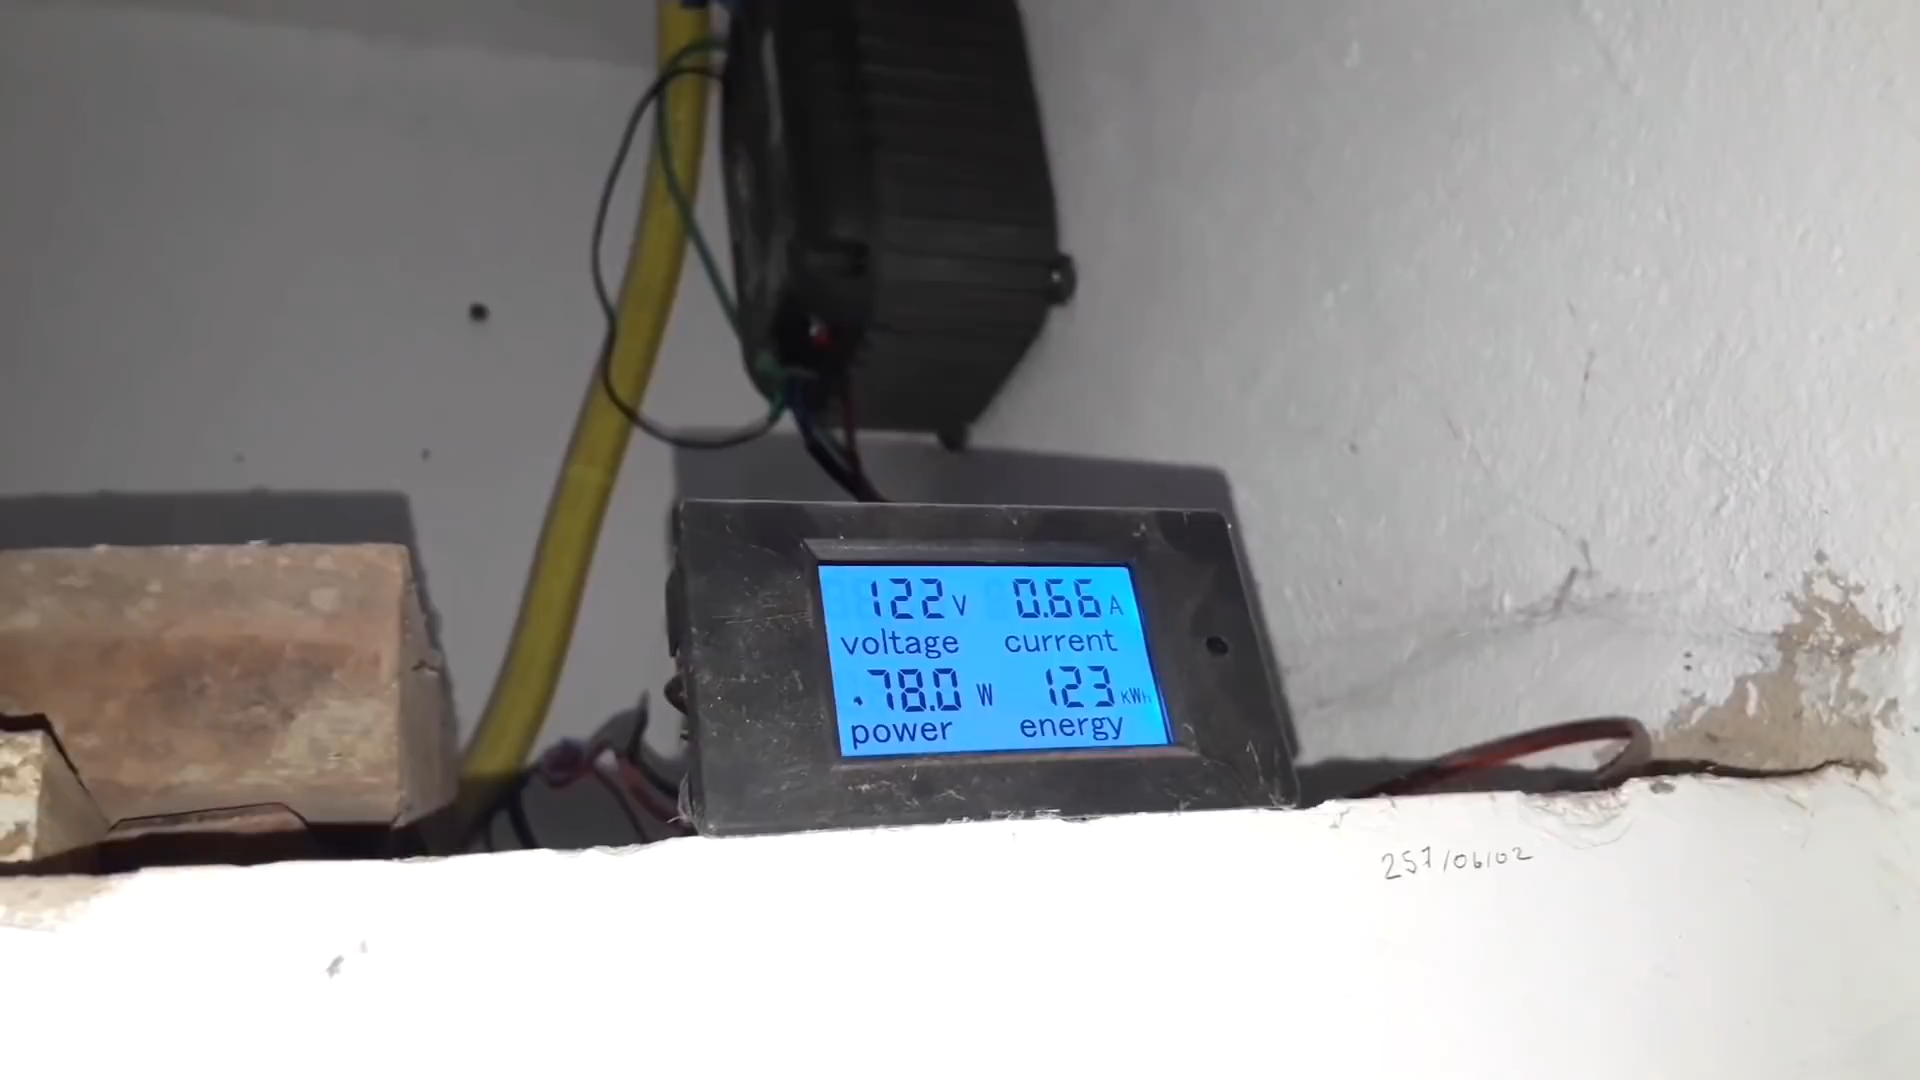 122 V 0.66 A
voltage current
.78.0 W 123 KWh
power energy
257/06/02